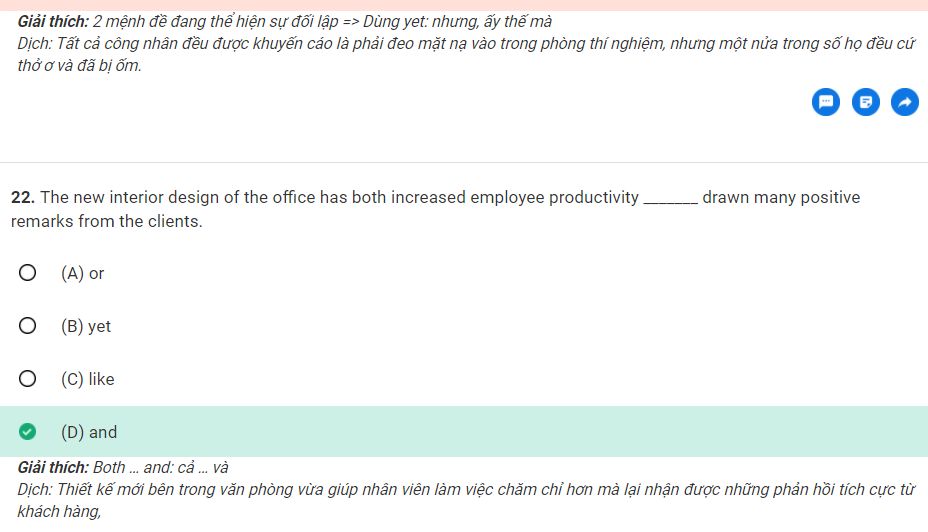 Giải thích: 2 mệnh đề đang thể hiện sự đối lập => Dùng yet: nhưng, ấy thế mà
Dịch: Tất cả công nhân đều được khuyến cáo là phải đeo mặt nạ vào trong phòng thí nghiệm, nhưng một nửa trong số họ đều cứ
thở ơ và đã bị ốm.
22. The new interior design of the office has both increased employee productivity _______ drawn many positive
remarks from the clients.
(A) or
(B) yet
(C) like
(D) and
Giải thích: Both ... and: cả ... và
Dịch: Thiết kế mới bên trong văn phòng vừa giúp nhân viên làm việc chăm chỉ hơn mà lại nhận được những phản hồi tích cực từ
khách hàng,